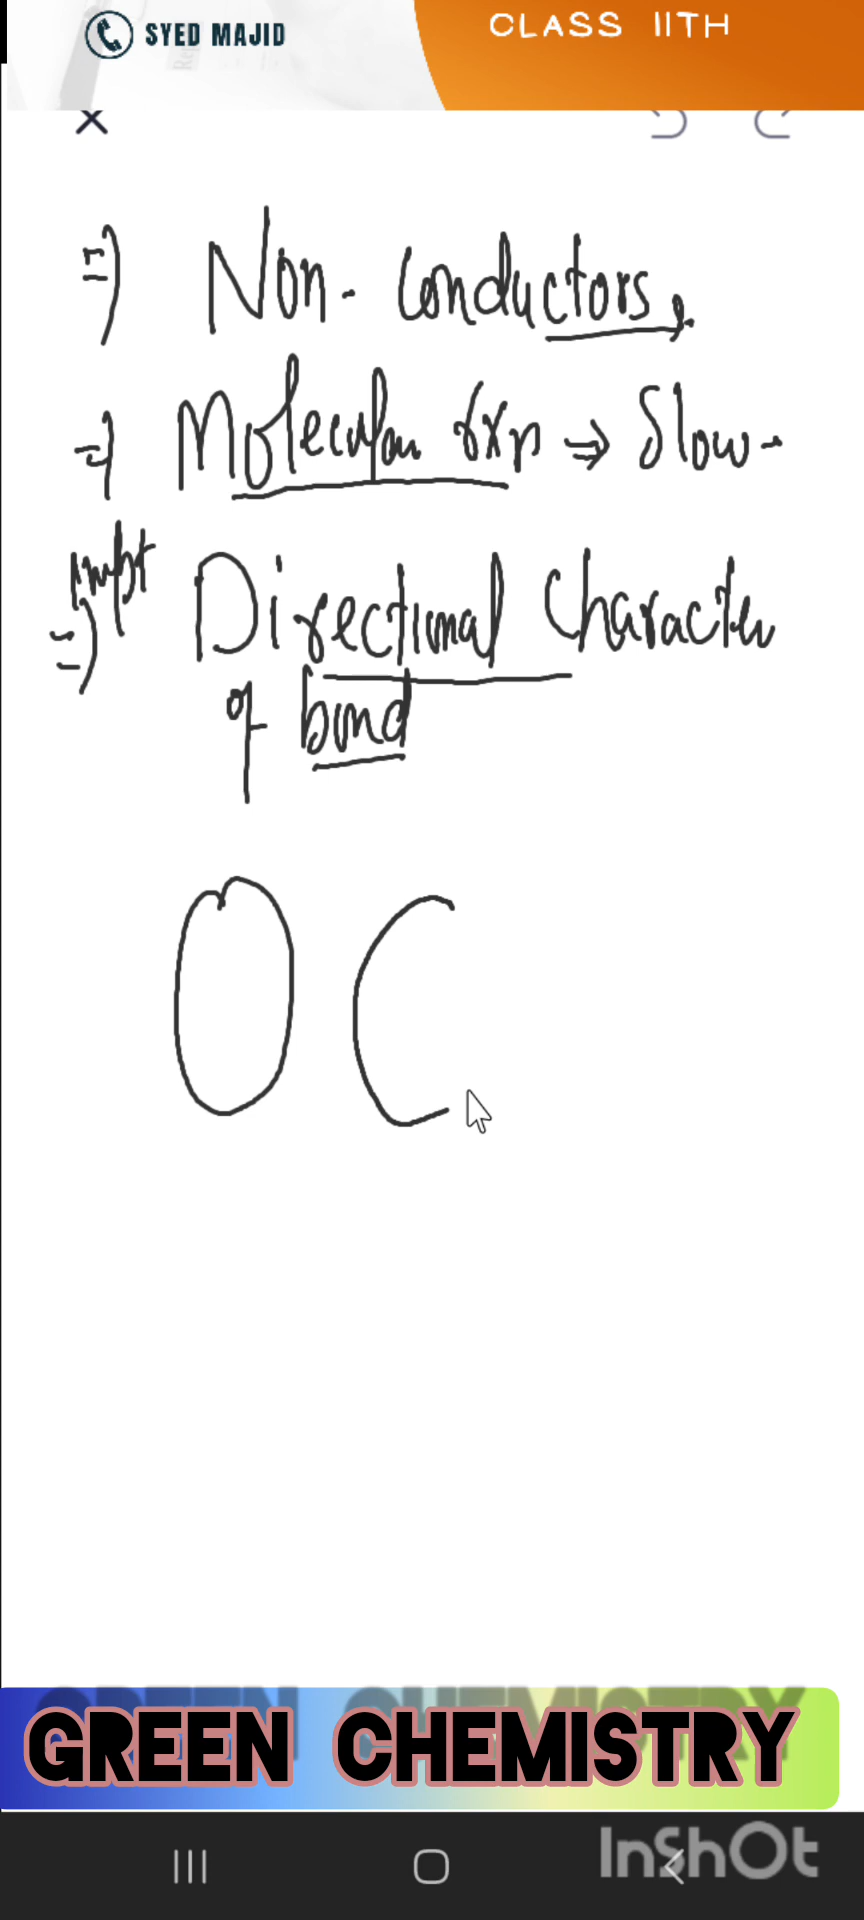 SYED MAJID
CLASS 11TH
=) Non-Conductors.
=) Molecular rxn => Slow-
Impt
=) Directional Character
of bond
O C
GREEN CHEMISTRY
InShOt